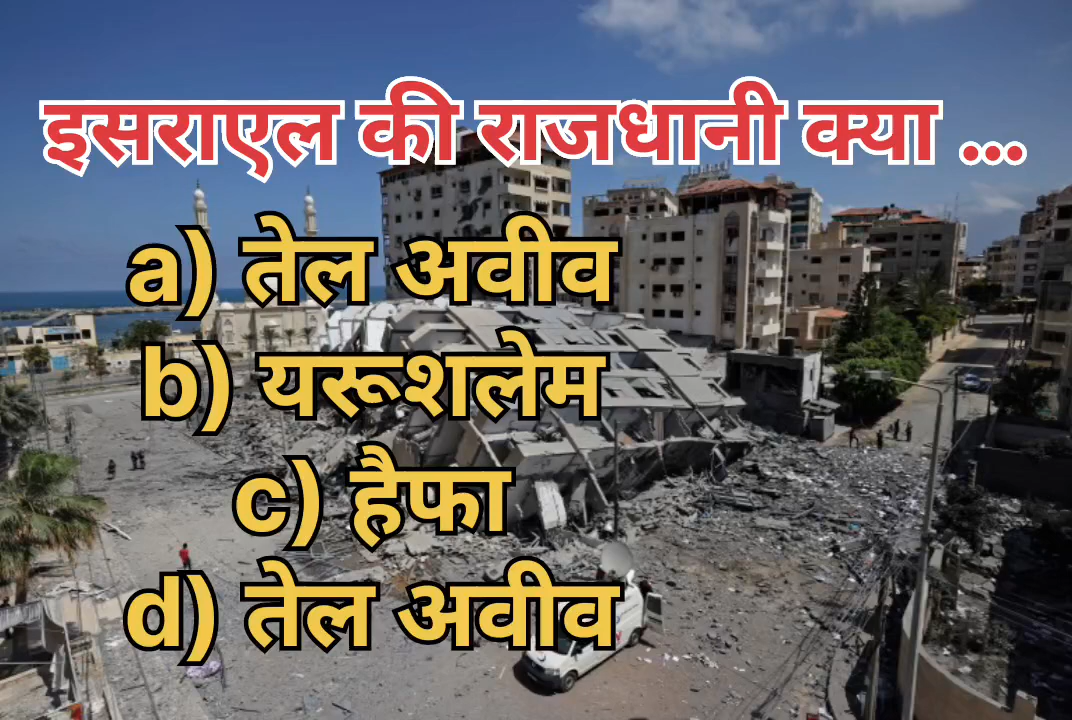 इसराएल की राजधानी क्या ...
a) तेल अवीव
b) यरूशलेम
c) हैफा
d) तेल अवीव